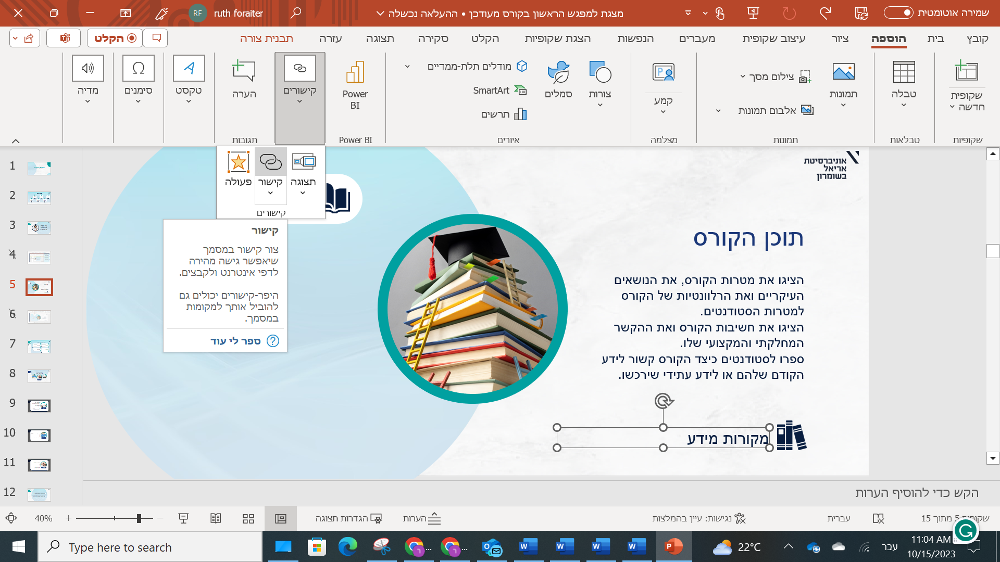 שמירה אוטומטית
מצגת למפגש הראשון בקורס מעודכן • ההעלאה נכשלה
ruth foraiter
RF
קובץ
בית
הוספה
ציור
עיצוב שקופית
מעברים
הנפשות
הצגת שקופיות
הקלט
סקירה
תצוגה
עזרה
תבנית צורה
הקלט
שקופית
חדשה
שקופיות
טבלה
טבלאות
תמונות
צילום מסך
אלבום תמונות
תמונות
קמע
מצלמה
צורות
סמלים
מודלים תלת-ממדיים
SmartArt
תרשים
איורים
Power
BI
Power BI
קישורים
הערה
תגובות
טקסט
סימנים
מדיה
תצוגה
קישור
פעולה
קישורים
קישור
צור קישור במסמך
שיאפשר גישה מהירה
לדפי אינטרנט ולקבצים.
היפר-קישורים יכולים גם
להוביל אותך למקומות
במסמך.
ספר לי עוד
1
2
3
4
5
6
7
8
9
10
11
12
אוניברסיטת
אריאל
בשומרון
תוכן הקורס
הציגו את מטרות הקורס, את הנושאים
העיקריים ואת הרלוונטיות של הקורס
למטרות הסטודנטים.
הציגו את חשיבות הקורס ואת ההקשר
המחלקתי והמקצועי שלו.
ספרו לסטודנטים כיצד הקורס קשור לידע
הקודם שלהם או לידע עתידי שירכשו.
מקורות מידע
הקש כדי להוסיף הערות
שקופית 5 מתוך 15
עברית
נגישות: עיין בהמלצות
הערות
הגדרות תצוגה
40%
Type here to search
22°C
עבר
11:04 AM
10/15/2023